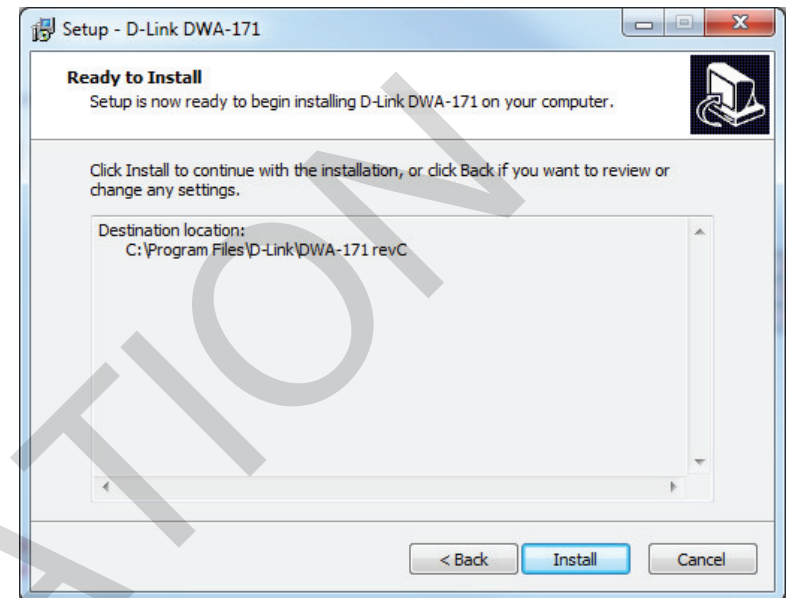 Setup - D-Link DWA-171
Ready to Install
Setup is now ready to begin installing D-Link DWA-171 on your computer.
Click Install to continue with the installation, or click Back if you want to review or
change any settings.
Destination location:
C:\Program Files\D-Link\DWA-171 revC
< Back
Install
Cancel
ATION